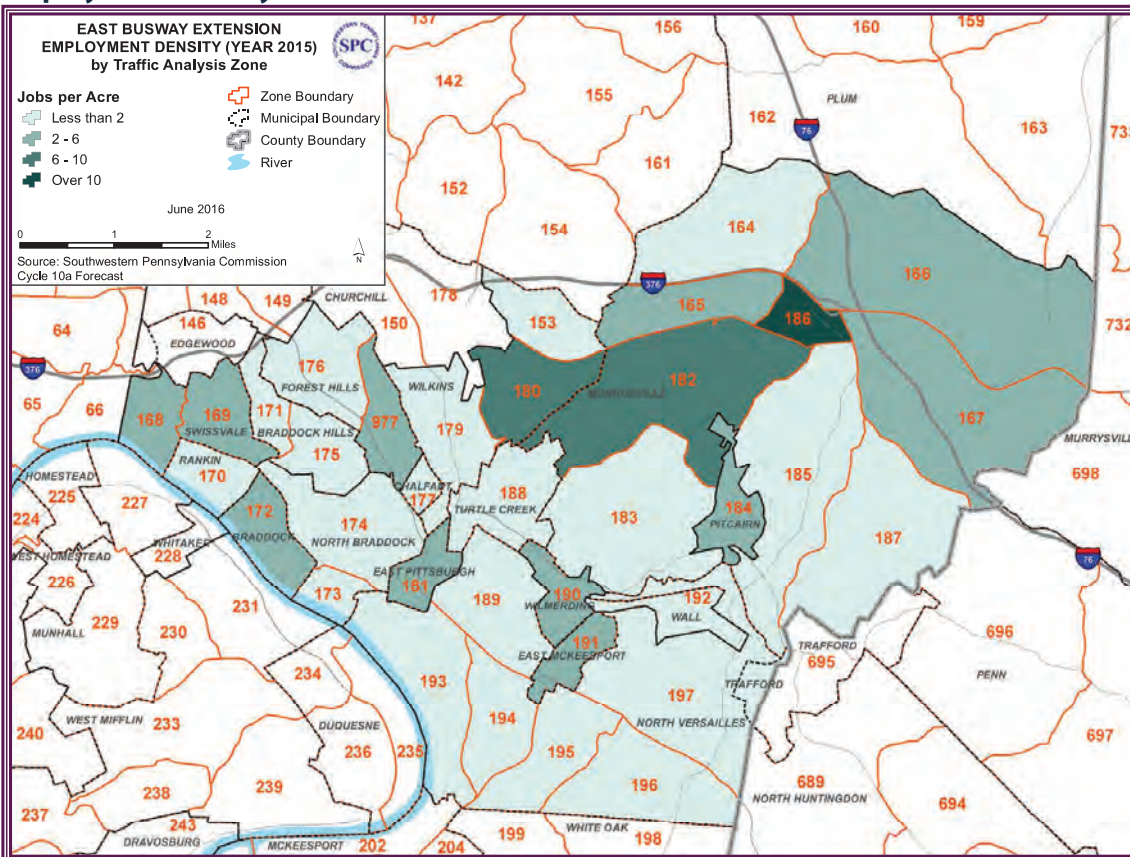 EAST BUSWAY EXTENSION
EMPLOYMENT DENSITY (YEAR 2015)
by Traffic Analysis Zone
SPC
Jobs per Acre
Less than 2
2 - 6
6 - 10
Over 10
Zone Boundary
Municipal Boundary
County Boundary
River
June 2016
0 1 2
Miles
N
Source: Southwestern Pennsylvania Commission
Cycle 10a Forecast
137
156
160
159
142
155
162
PLUM
76
163
161
152
154
164
166
178
376
148
149
CHURCHILL
150
64
146
EDGEWOOD
153
165
186
732
376
176
FOREST HILLS
WILKINS
180
182
MONROEVILLE
65
66
168
169
SWISSVALE
171
BRADDOCK HILLS
977
179
167
MURRYSVILLE
175
RANKIN
170
CHALFANT
177
188
TURTLE CREEK
185
698
HOMESTEAD
225
227
224
172
BRADDOCK
174
NORTH BRADDOCK
183
184
PITCAIRN
187
WHITAKER
228
WEST HOMESTEAD
226
EAST PITTSBURGH
181
76
229
231
173
189
190
WILMERDING
192
WALL
MUNHALL
230
191
EAST MCKEESPORT
696
TRAFFORD
695
234
193
TRAFFORD
PENN
197
NORTH VERSAILLES
WEST MIFFLIN
233
DUQUESNE
194
240
236
235
195
697
196
238
239
689
NORTH HUNTINGDON
237
694
243
DRAVOSBURG
MCKEESPORT
202
204
199
WHITE OAK
198